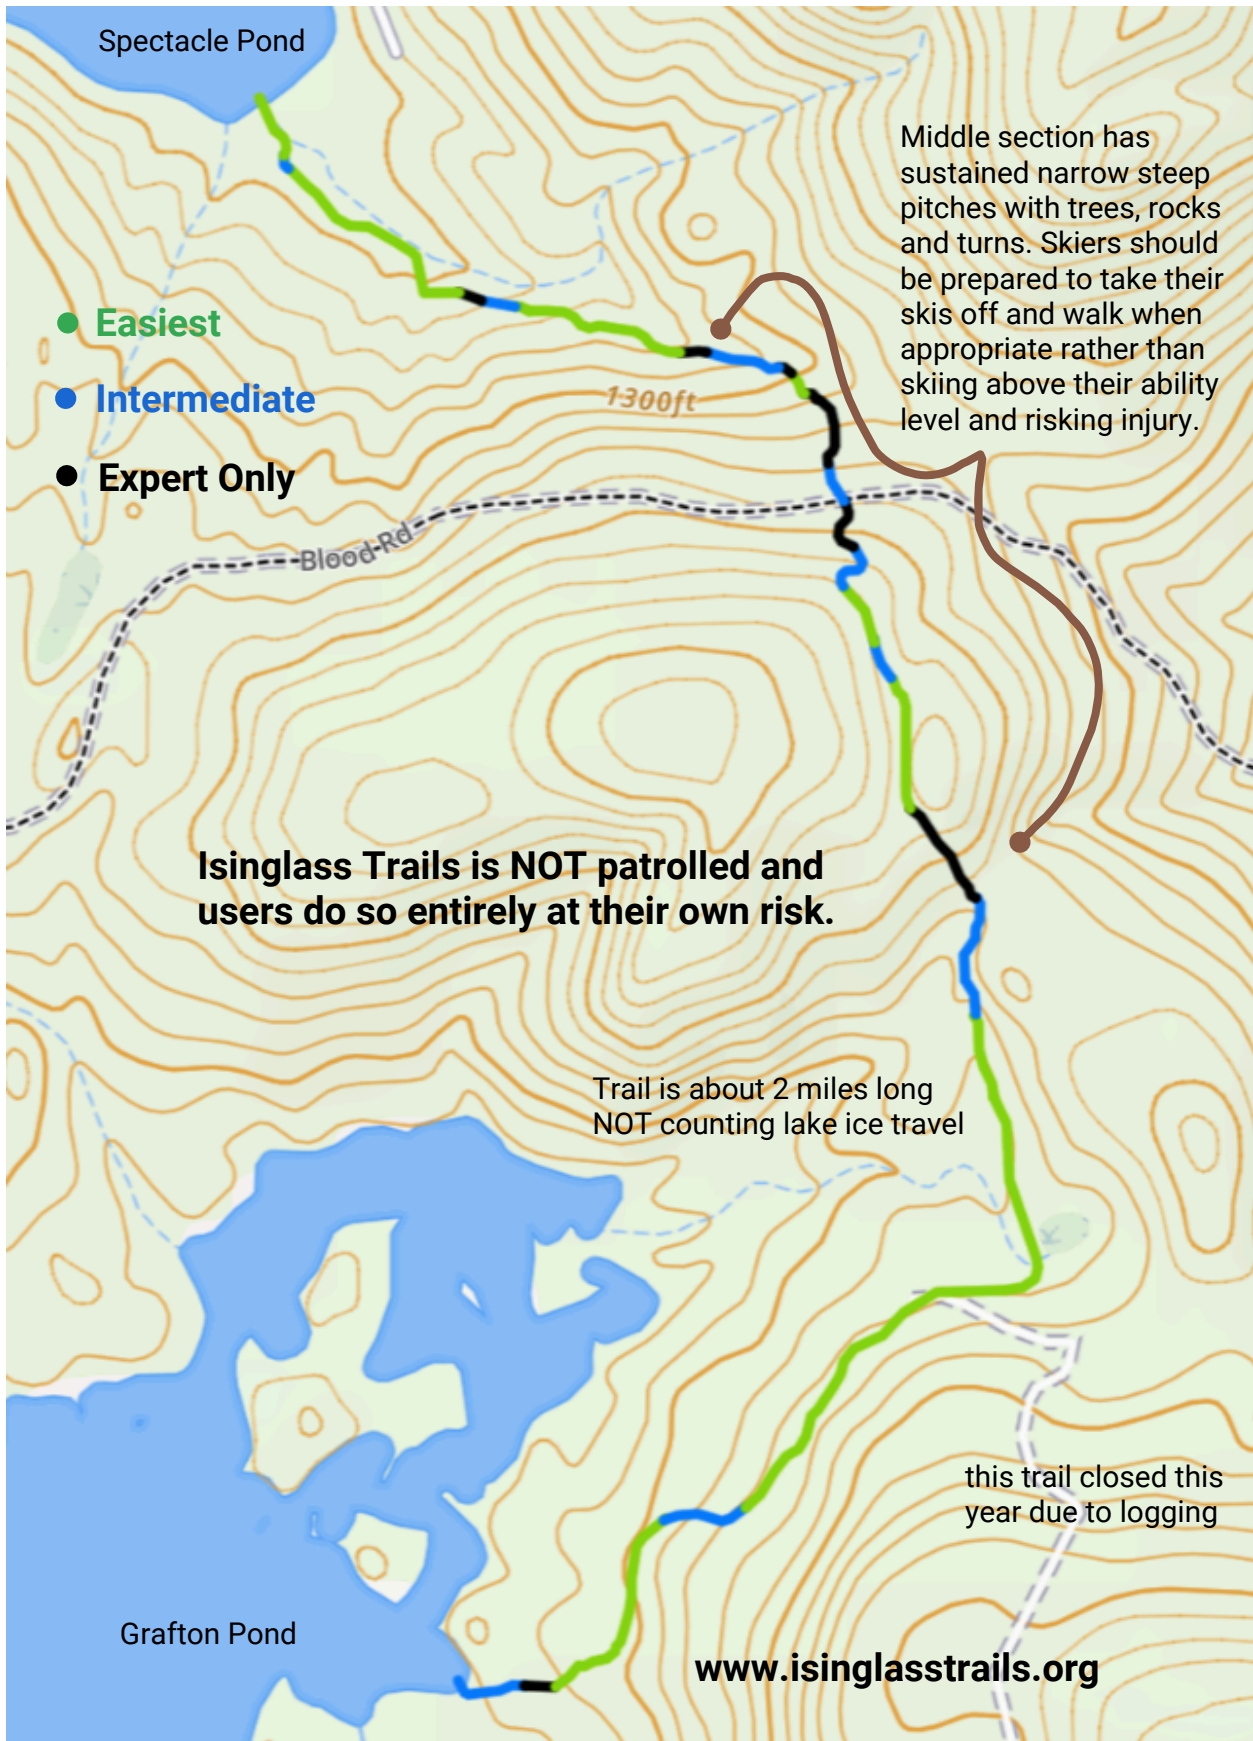 Spectacle Pond
Middle section has
sustained narrow steep
pitches with trees, rocks
and turns. Skiers should
be prepared to take their
skis off and walk when
appropriate rather than
skiing above their ability
level and risking injury.
Easiest
Intermediate
Expert Only
1300ft
Blood Rd
Isinglass Trails is NOT patrolled and
users do so entirely at their own risk.
Trail is about 2 miles long
NOT counting lake ice travel
this trail closed this
year due to logging
Grafton Pond
www.isinglasstrails.org